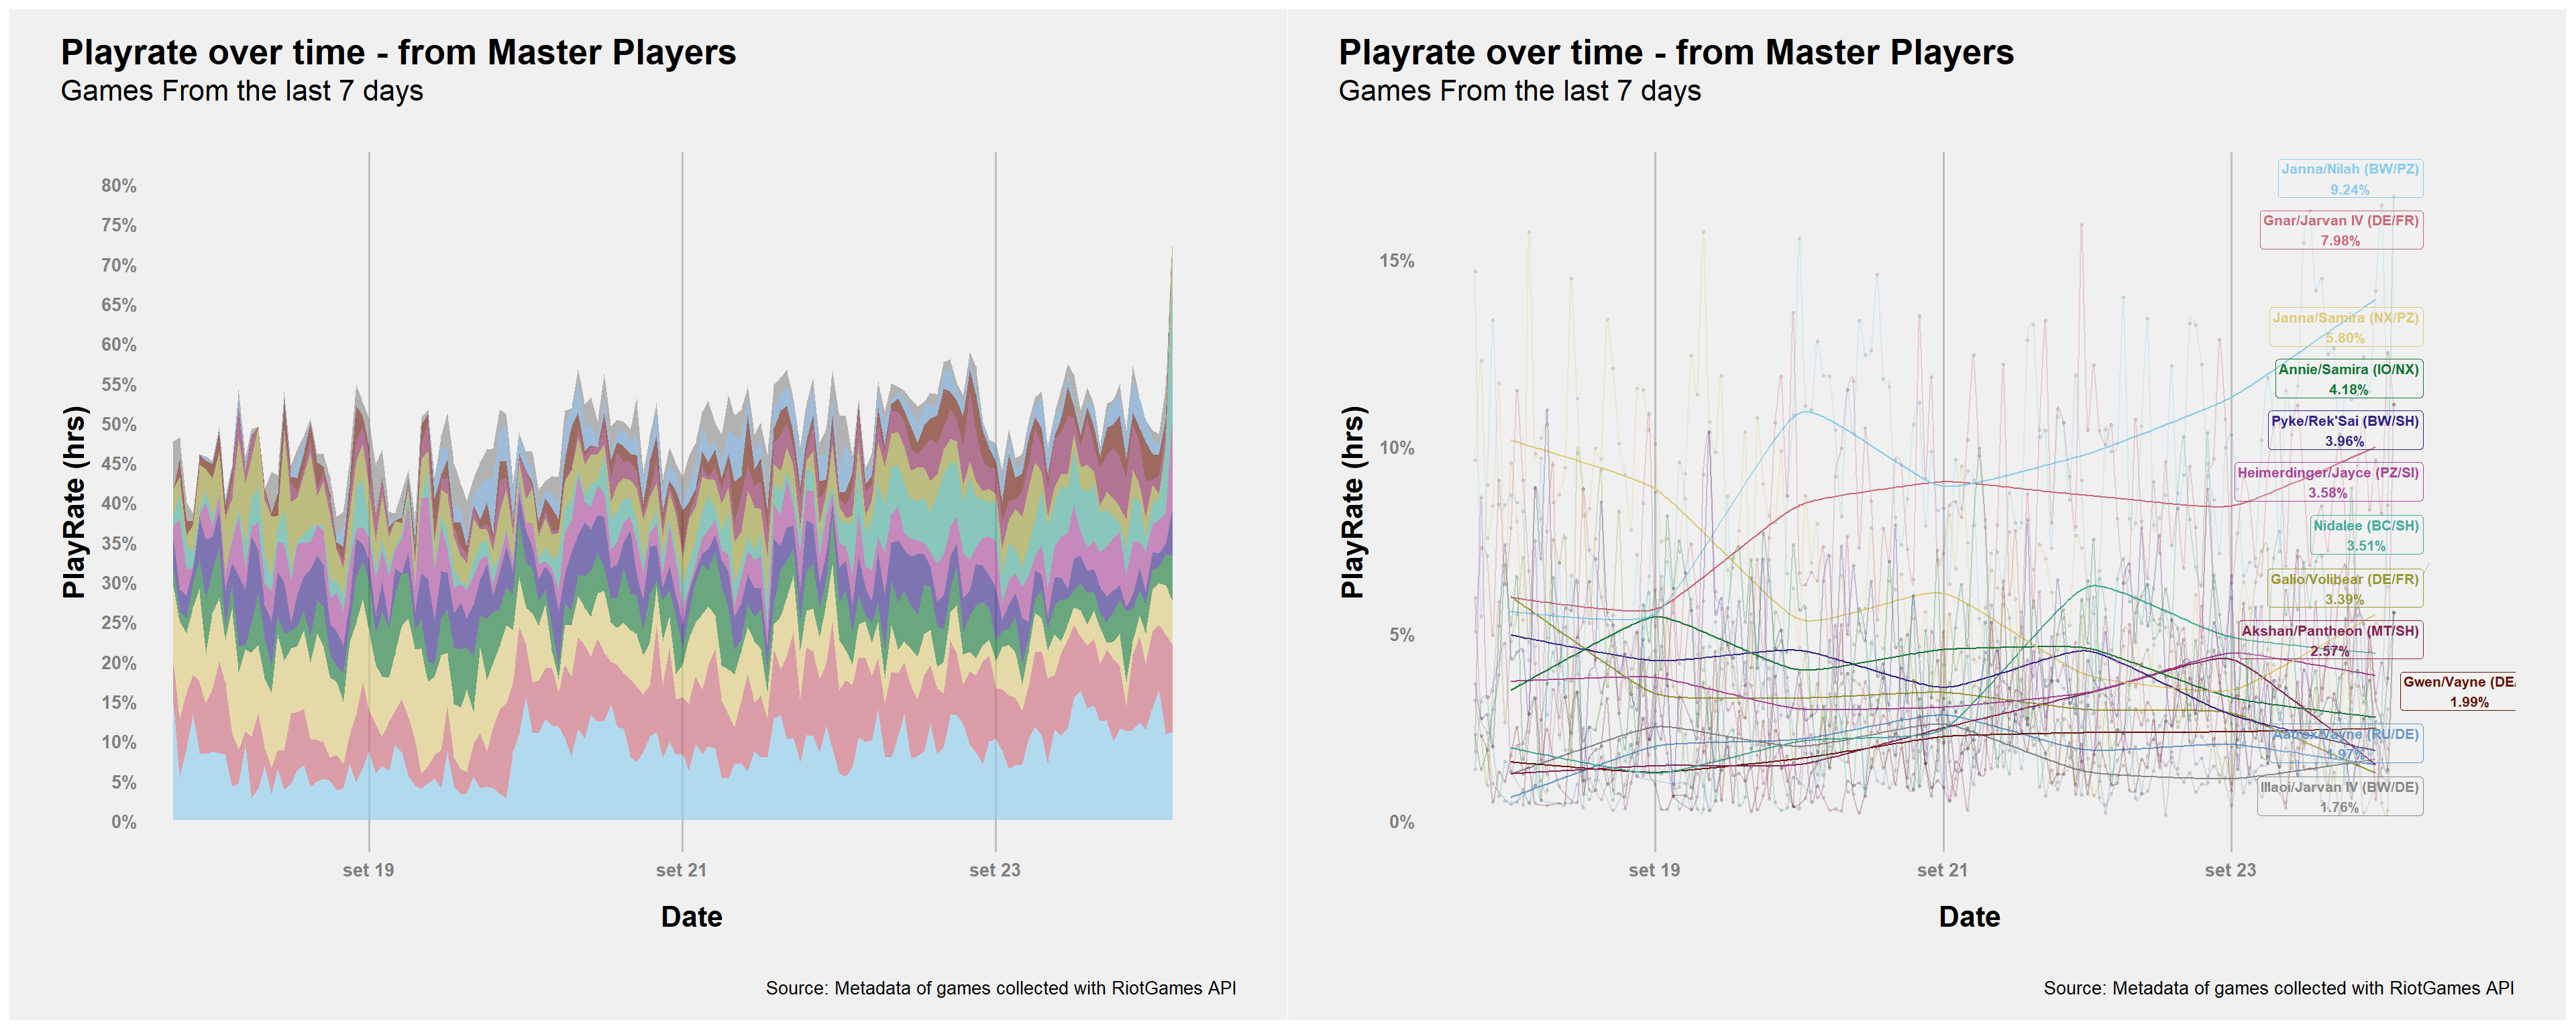 Playrate over time - from Master Players
Games From the last 7 days
80%
75%
70%
65%
60%
55%
50%
45%
40%
35%
30%
25%
20%
15%
10%
5%
0%
PlayRate (hrs)
set 19
set 21
set 23
Date
Source: Metadata of games collected with RiotGames API
Playrate over time - from Master Players
Games From the last 7 days
15%
10%
5%
0%
PlayRate (hrs)
Janna/Nilah (BW/PZ)
9.24%
Gnar/Jarvan IV (DE/FR)
7.98%
Janna/Samira (NX/PZ)
5.80%
Annie/Samira (IO/NX)
4.18%
Pyke/Rek'Sai (BW/SH)
3.96%
Heimerdinger/Jayce (PZ/SI)
3.58%
Nidalee (BC/SH)
3.51%
Galio/Volibear (DE/FR)
3.39%
Akshan/Pantheon (MT/SH)
2.57%
Gwen/Vayne (DE/
1.99%
Aatrox/Vayne (RU/DE)
1.97%
Illaoi/Jarvan IV (BW/DE)
1.76%
set 19
set 21
set 23
Date
Source: Metadata of games collected with RiotGames API